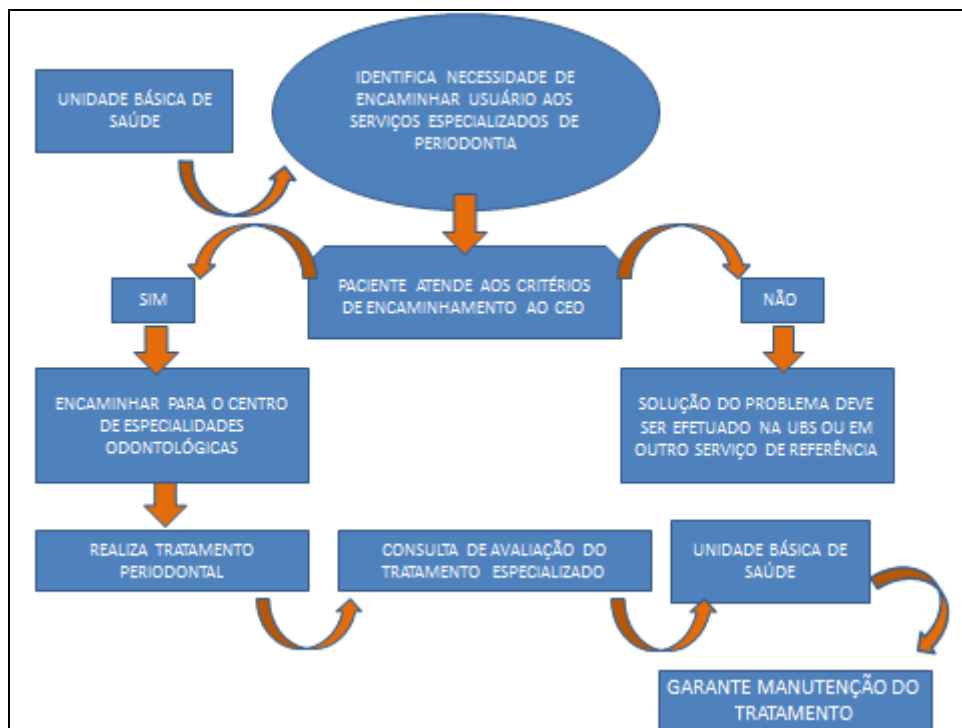 UNIDADE BÁSICA DE
SAÚDE
IDENTIFICA NECESSIDADE DE
ENCAMINHAR USUÁRIO AOS
SERVIÇOS ESPECIALIZADOS DE
PERIODONTIA
PACIENTE ATENDE AOS CRITÉRIOS
DE ENCAMINHAMENTO AO CEO
SIM
NÃO
ENCAMINHAR PARA O CENTRO
DE ESPECIALIDADES
ODONTOLÓGICAS
SOLUÇÃO DO PROBLEMA DEVE
SER EFETUADO NA UBS OU EM
OUTRO SERVIÇO DE REFERÊNCIA
REALIZA TRATAMENTO
PERIODONTAL
CONSULTA DE AVALIAÇÃO DO
TRATAMENTO ESPECIALIZADO
UNIDADE BÁSICA DE
SAÚDE
GARANTE MANUTENÇÃO DO
TRATAMENTO